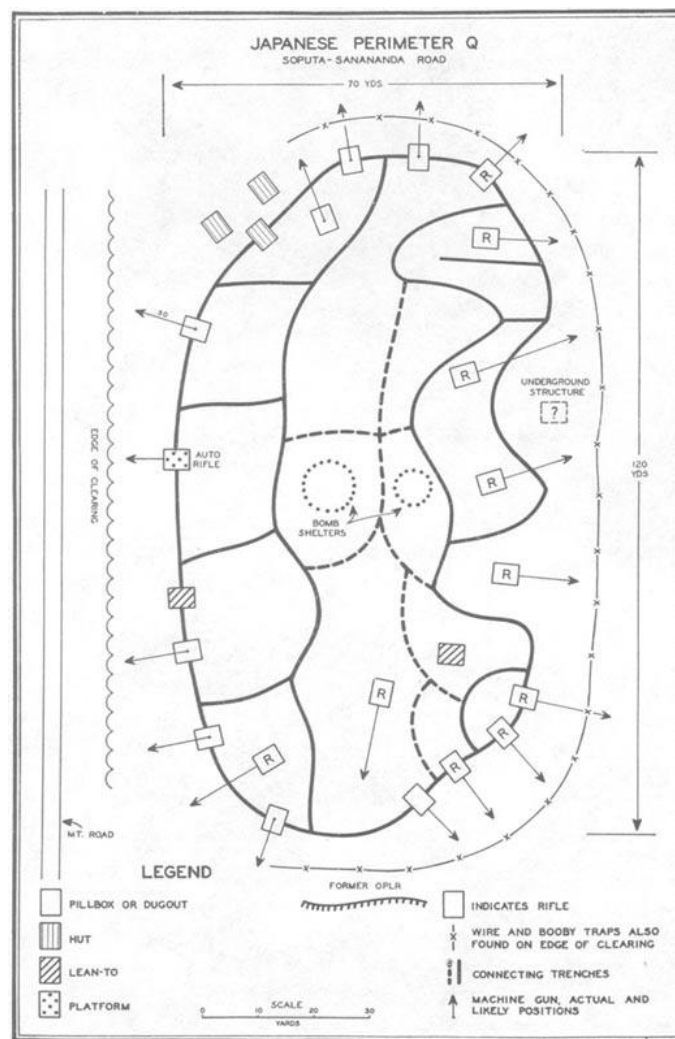 JAPANESE PERIMETER Q
SOPUTA-SANANANDA ROAD
70 YDS
R
R
30
R
UNDERGROUND
STRUCTURE
?
EDGE OF CLEARING
AUTO
RIFLE
R
120
YDS
BOMB
SHELTERS
R
R
R
R
R
R
MT. ROAD
LEGEND
FORMER OPLR
PILLBOX OR DUGOUT
INDICATES RIFLE
HUT
WIRE AND BOOBY TRAPS ALSO
FOUND ON EDGE OF CLEARING
LEAN-TO
CONNECTING TRENCHES
PLATFORM
SCALE
0 10 20 30
YARDS
MACHINE GUN, ACTUAL AND
LIKELY POSITIONS